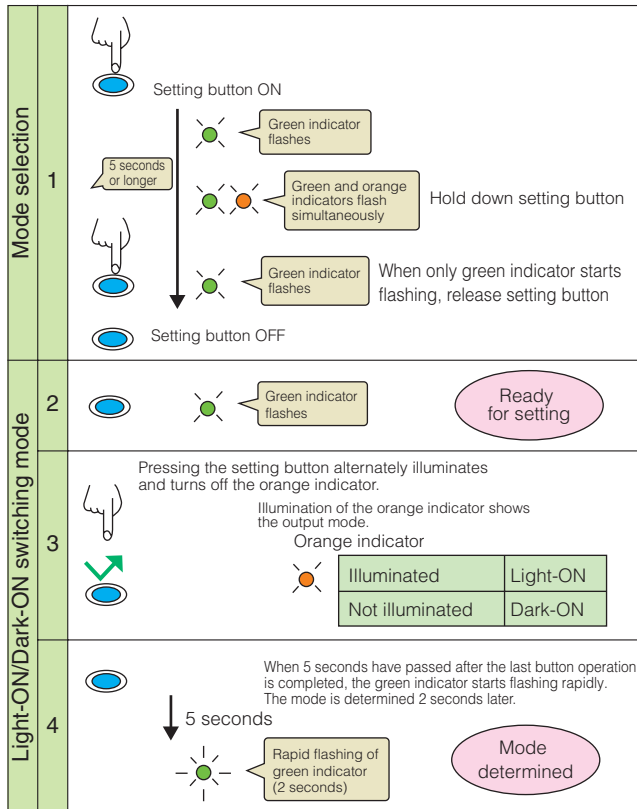 Mode selection
1
Setting button ON
Green indicator
flashes
5 seconds
or longer
Green and orange
indicators flash
simultaneously
Hold down setting button
Green indicator
flashes
When only green indicator starts
flashing, release setting button
Setting button OFF
Light-ON/Dark-ON switching mode
2
Green indicator
flashes
Ready
for setting
3
Pressing the setting button alternately illuminates
and turns off the orange indicator.
Illumination of the orange indicator shows
the output mode.
Orange indicator
Illuminated Light-ON
Not illuminated Dark-ON
4
When 5 seconds have passed after the last button operation
is completed, the green indicator starts flashing rapidly.
The mode is determined 2 seconds later.
5 seconds
Rapid flashing of
green indicator
(2 seconds)
Mode
determined